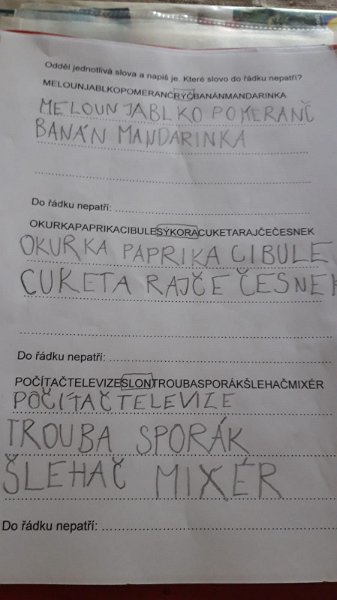 Odděl jednotlivá slova a napiš je. Které slovo do řádku nepatří?
MELOUNJABLKOPOMERANČRÝČBANÁNMANDARINKA
MELOUN JABLKO POMERANČ
BANÁN MANDARINKA
Do řádku nepatří:
OKURKAPAPRIKACIBULESÝKORACUKETARAJČEČESNEK
OKURKA PAPRIKA CIBULE
CUKETA RAJČE ČESNEK
Do řádku nepatří:
POČÍTAČTELEVIZESLONTROUBASPORÁKŠLEHAČMIXÉR
POČÍTAČ TELEVIZE
TROUBA SPORÁK
ŠLEHAČ MIXÉR
Do řádku nepatří: